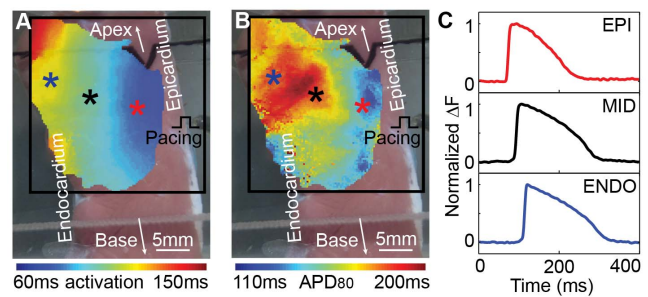 A
Apex
Epicardium
*
*
*
Pacing
Endocardium
Base
5mm
60ms activation 150ms
B
Apex
Epicardium
*
*
*
Pacing
Endocardium
Base
5mm
110ms APD80 200ms
C
EPI
MID
ENDO
Normalized ΔF
1
0
1
0
1
0
0 200 400
Time (ms)